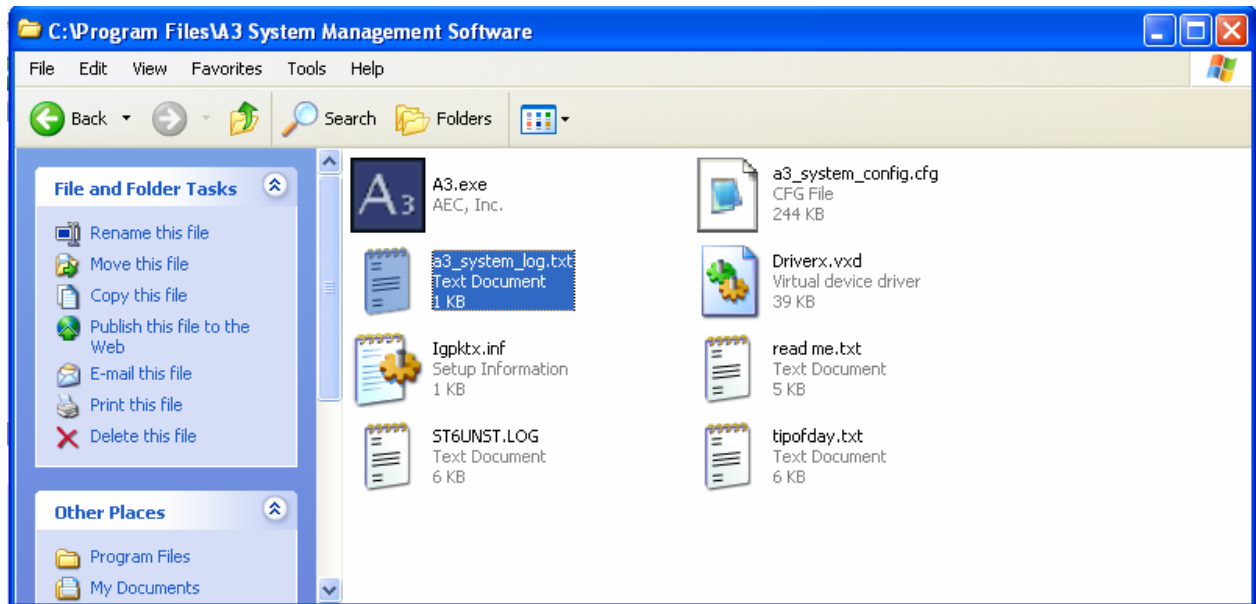 C:\Program Files\A3 System Management Software
File Edit View Favorites Tools Help
Back Search Folders
File and Folder Tasks
Rename this file
Move this file
Copy this file
Publish this file to the
Web
E-mail this file
Print this file
Delete this file
Other Places
Program Files
My Documents
A3
A3.exe
AEC, Inc.
a3_system_config.cfg
CFG File
244 KB
a3_system_log.txt
Text Document
1 KB
Driverx.vxd
Virtual device driver
39 KB
Igpktx.inf
Setup Information
1 KB
read me.txt
Text Document
5 KB
ST6UNST.LOG
Text Document
6 KB
tipofday.txt
Text Document
6 KB